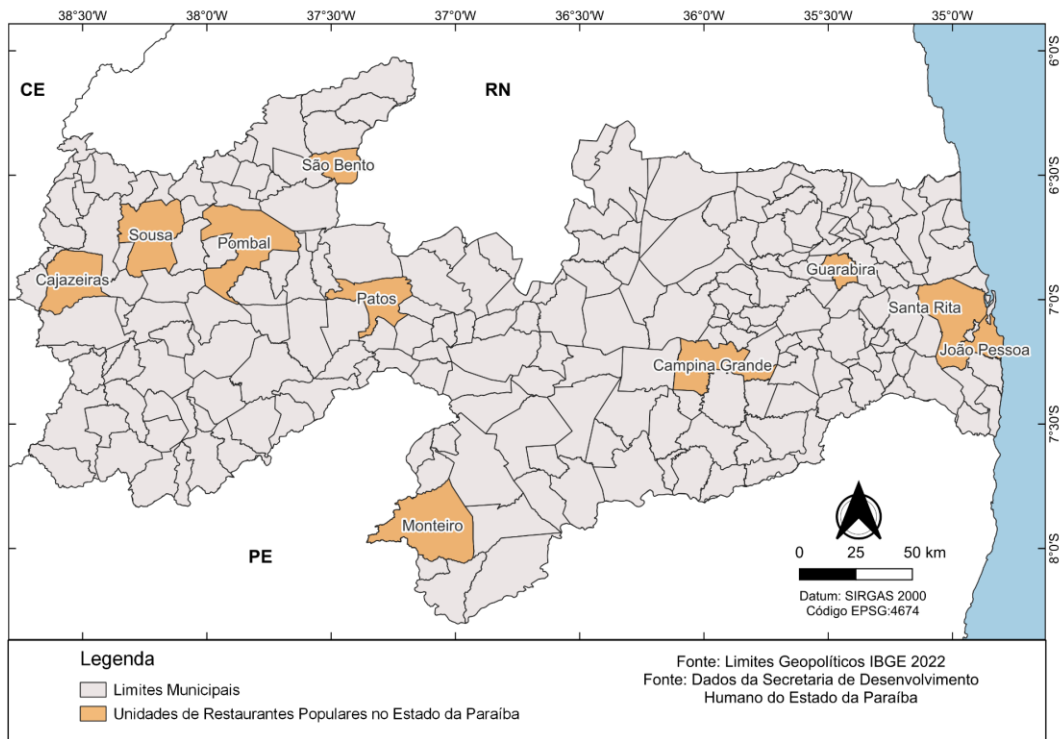 38°30'W 38°0'W 37°30'W 37°0'W 36°0'W 35°30'W 35°0'W
6°0'S
CE
RN
São Bento
6°30'S
Sousa
Pombal
Cajazeiras
Guarabira
Patos
7°0'S
Santa Rita
João Pessoa
Campina Grande
7°30'S
Monteiro
8°0'S
PE
0 25 50 km
Datum: SIRGAS 2000
Código EPSG:4674
Legenda
Limites Municipais
Unidades de Restaurantes Populares no Estado da Paraíba
Fonte: Limites Geopolíticos IBGE 2022
Fonte: Dados da Secretaria de Desenvolvimento
Humano do Estado da Paraíba